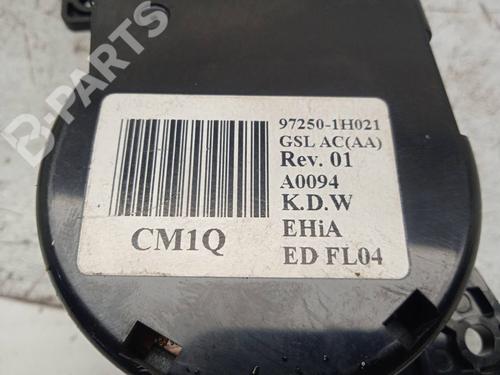 B-PARTS
97250-1H021
GSL AC(AA)
Rev. 01
A0094
K.D.W
EHiA
ED FL04
CM1Q